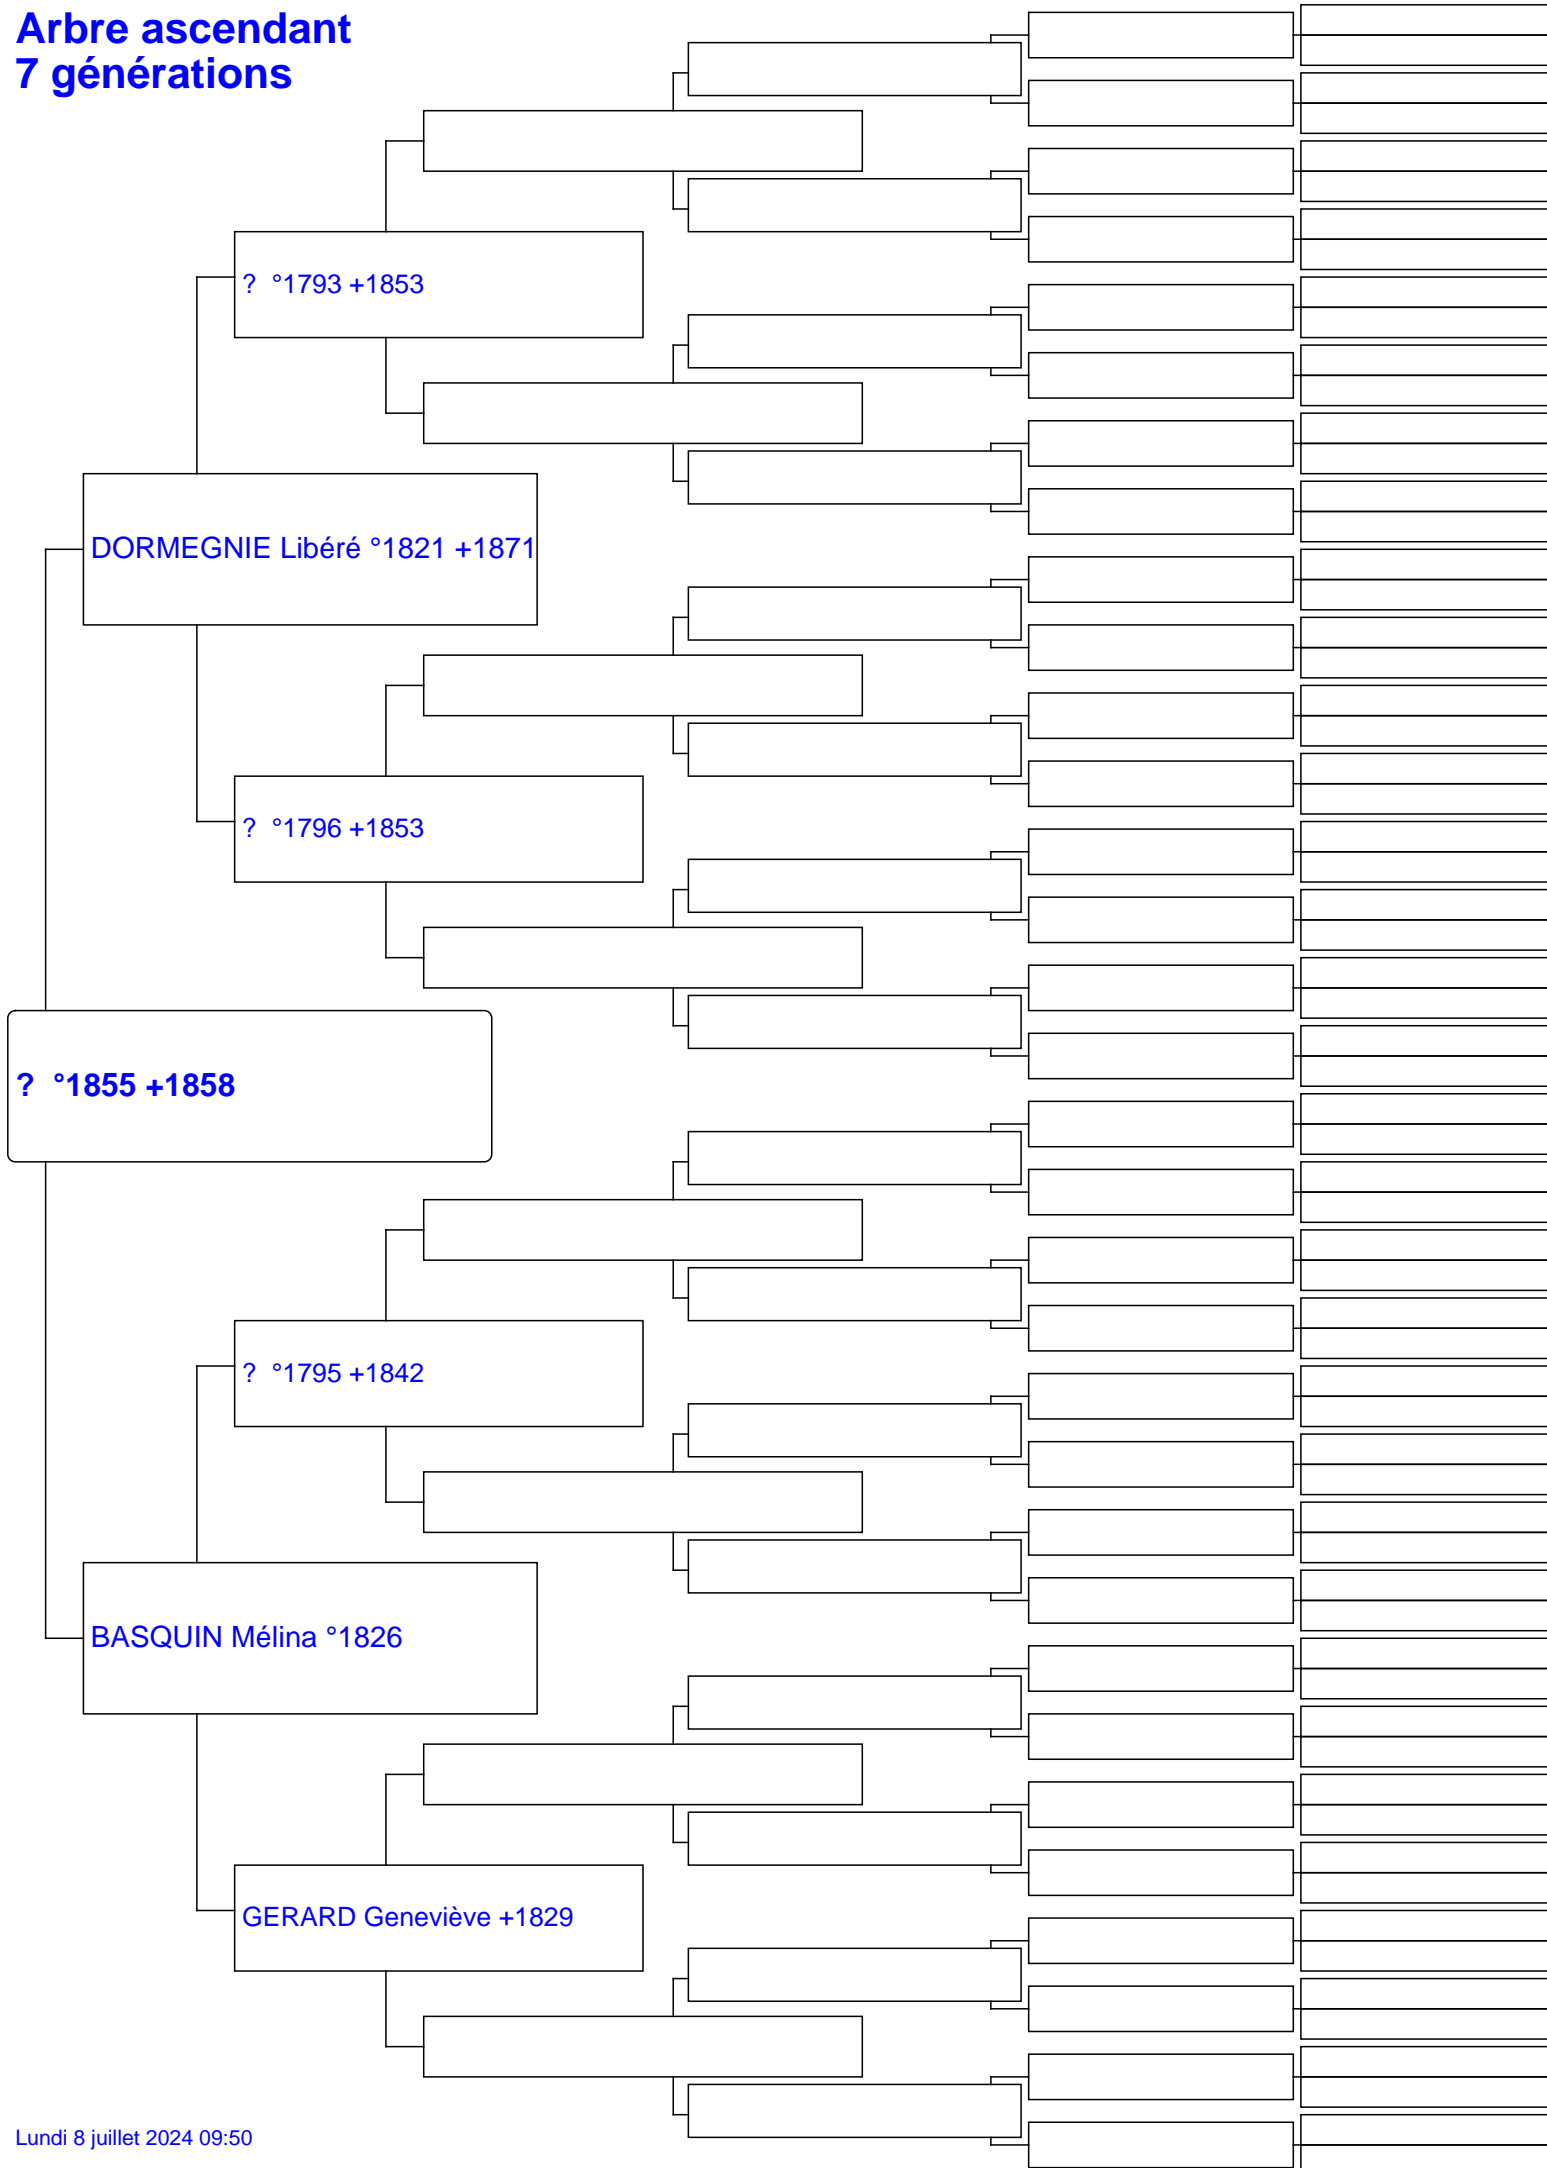 Arbre ascendant
7 générations
? °1793 +1853
DORMEGNIE Libéré °1821 +1871
? °1796 +1853
? °1855 +1858
? °1795 +1842
BASQUIN Mélina °1826
GERARD Geneviève +1829
Lundi 8 juillet 2024 09:50